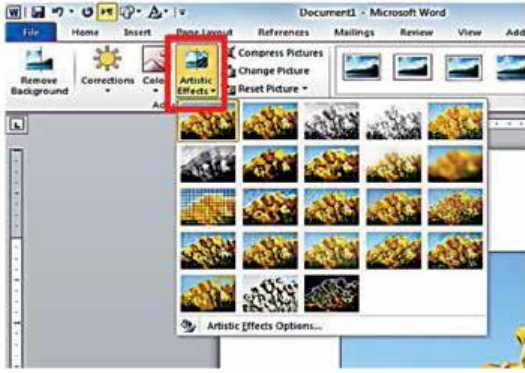 W Document1 - Microsoft Word
File Home Insert Page Layout References Mailings Review View Add
Remove Background
Corrections
Artistic Effects
Compress Pictures
Change Picture
Reset Picture
Artistic Effects Options...